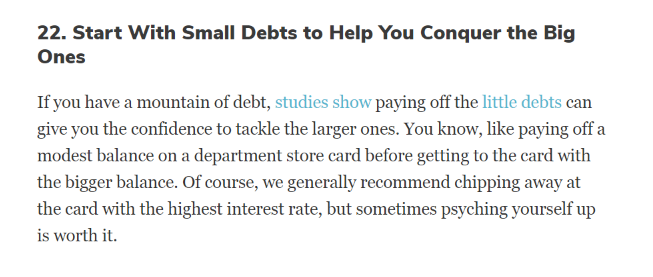 22. Start With Small Debts to Help You Conquer the Big
Ones
If you have a mountain of debt, studies show paying off the little debts can
give you the confidence to tackle the larger ones. You know, like paying off a
modest balance on a department store card before getting to the card with
the bigger balance. Of course, we generally recommend chipping away at
the card with the highest interest rate, but sometimes psyching yourself up
is worth it.